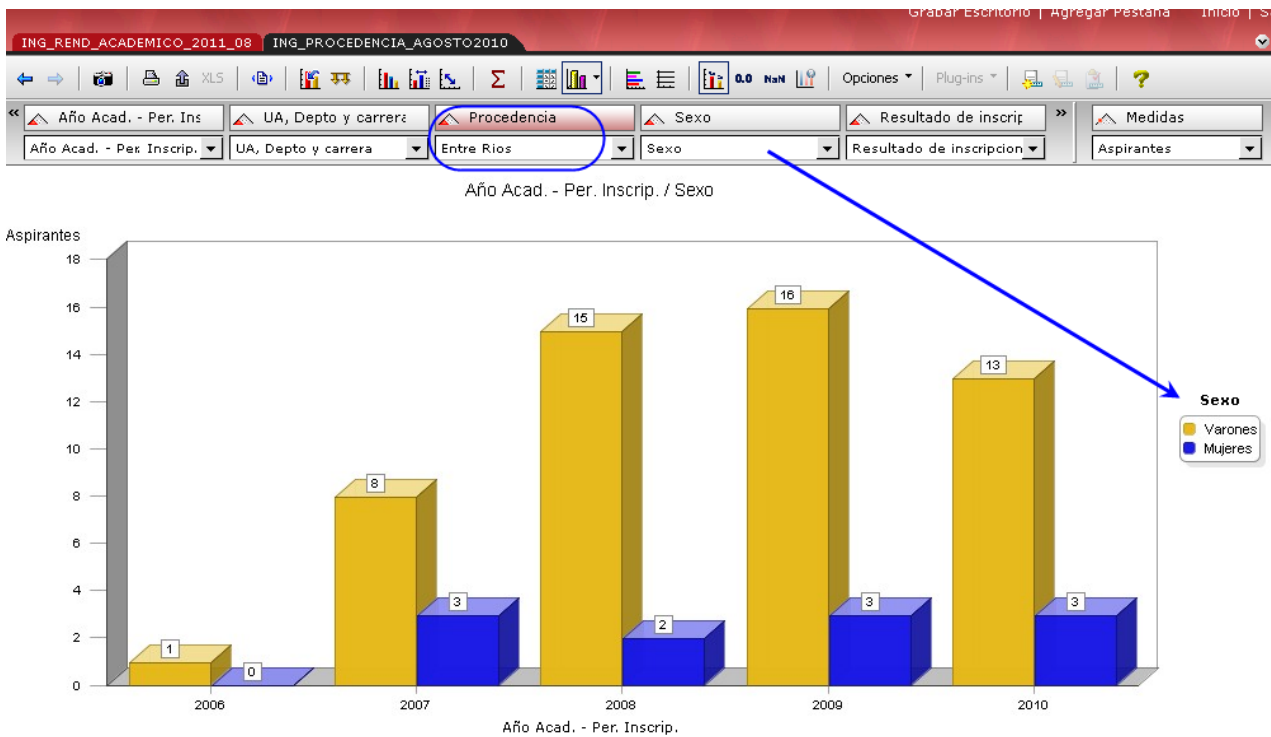 Grabar Escritorio | Agregar Pestaña Inicio | S
ING_REND_ACADEMICO_2011_08 ING_PROCEDENCIA_AGOSTO2010
XLS 0.0 NaN Opciones Plug-ins ?
« Año Acad. - Per. Ins UA, Depto y carrera Procedencia Sexo Resultado de inscrip » Medidas
Año Acad. - Per. Inscrip. UA, Depto y carrera Entre Rios Sexo Resultado de inscripcion Aspirantes
Año Acad. - Per. Inscrip. / Sexo
Aspirantes
18
16
14
12
10
8
6
4
2
0
1
0
8
3
15
2
16
3
13
3
2006 2007 2008 2009 2010
Año Acad. - Per. Inscrip.
Sexo
Varones
Mujeres